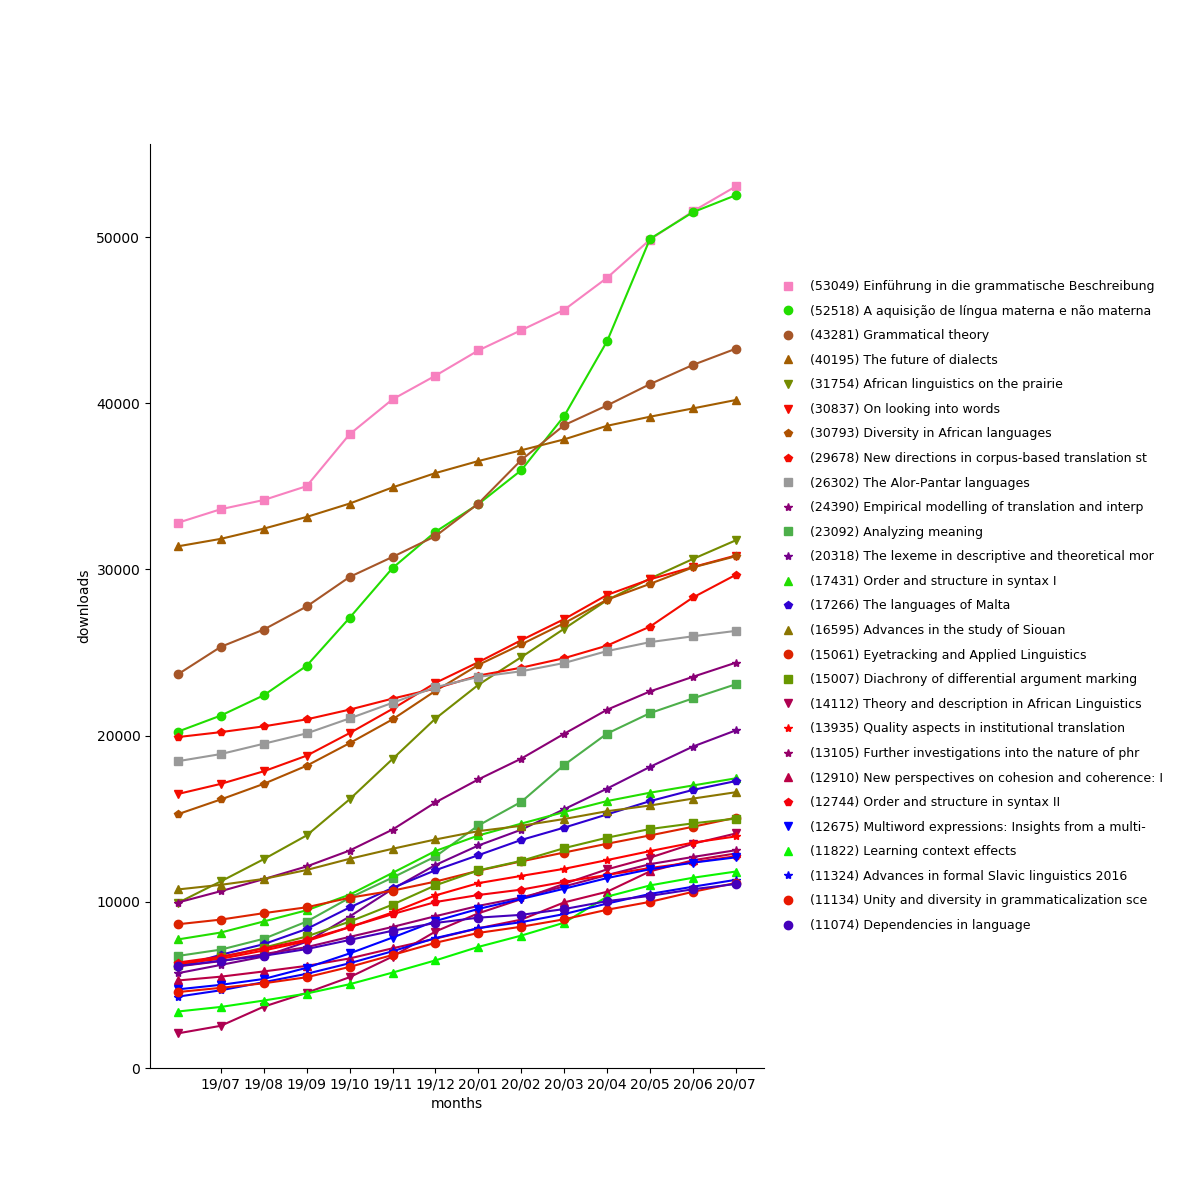 50000
40000
30000
20000
10000
0
downloads
19/07 19/08 19/09 19/10 19/11 19/12 20/01 20/02 20/03 20/04 20/05 20/06 20/07
months
(53049) Einführung in die grammatische Beschreibung
(52518) A aquisição de língua materna e não materna
(43281) Grammatical theory
(40195) The future of dialects
(31754) African linguistics on the prairie
(30837) On looking into words
(30793) Diversity in African languages
(29678) New directions in corpus-based translation st
(26302) The Alor-Pantar languages
(24390) Empirical modelling of translation and interp
(23092) Analyzing meaning
(20318) The lexeme in descriptive and theoretical mor
(17431) Order and structure in syntax I
(17266) The languages of Malta
(16595) Advances in the study of Siouan
(15061) Eyetracking and Applied Linguistics
(15007) Diachrony of differential argument marking
(14112) Theory and description in African Linguistics
(13935) Quality aspects in institutional translation
(13105) Further investigations into the nature of phr
(12910) New perspectives on cohesion and coherence: I
(12744) Order and structure in syntax II
(12675) Multiword expressions: Insights from a multi-
(11822) Learning context effects
(11324) Advances in formal Slavic linguistics 2016
(11134) Unity and diversity in grammaticalization sce
(11074) Dependencies in language